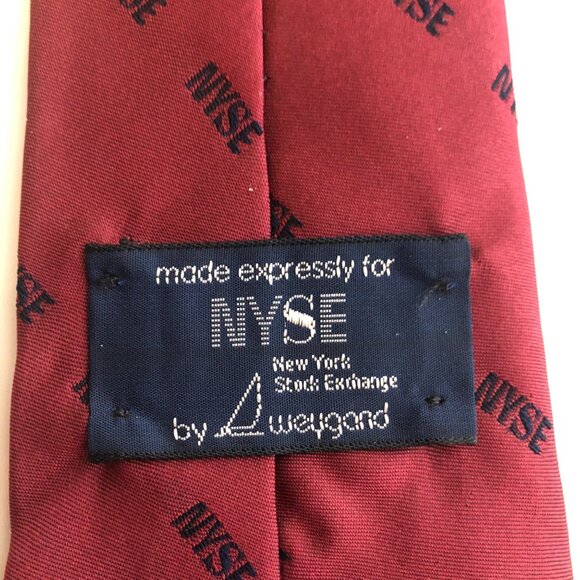 NYSE
NYSE
NYSE
made expressly for
NYSE
New York
Stock Exchange
by weygand
NYSE
NYSE